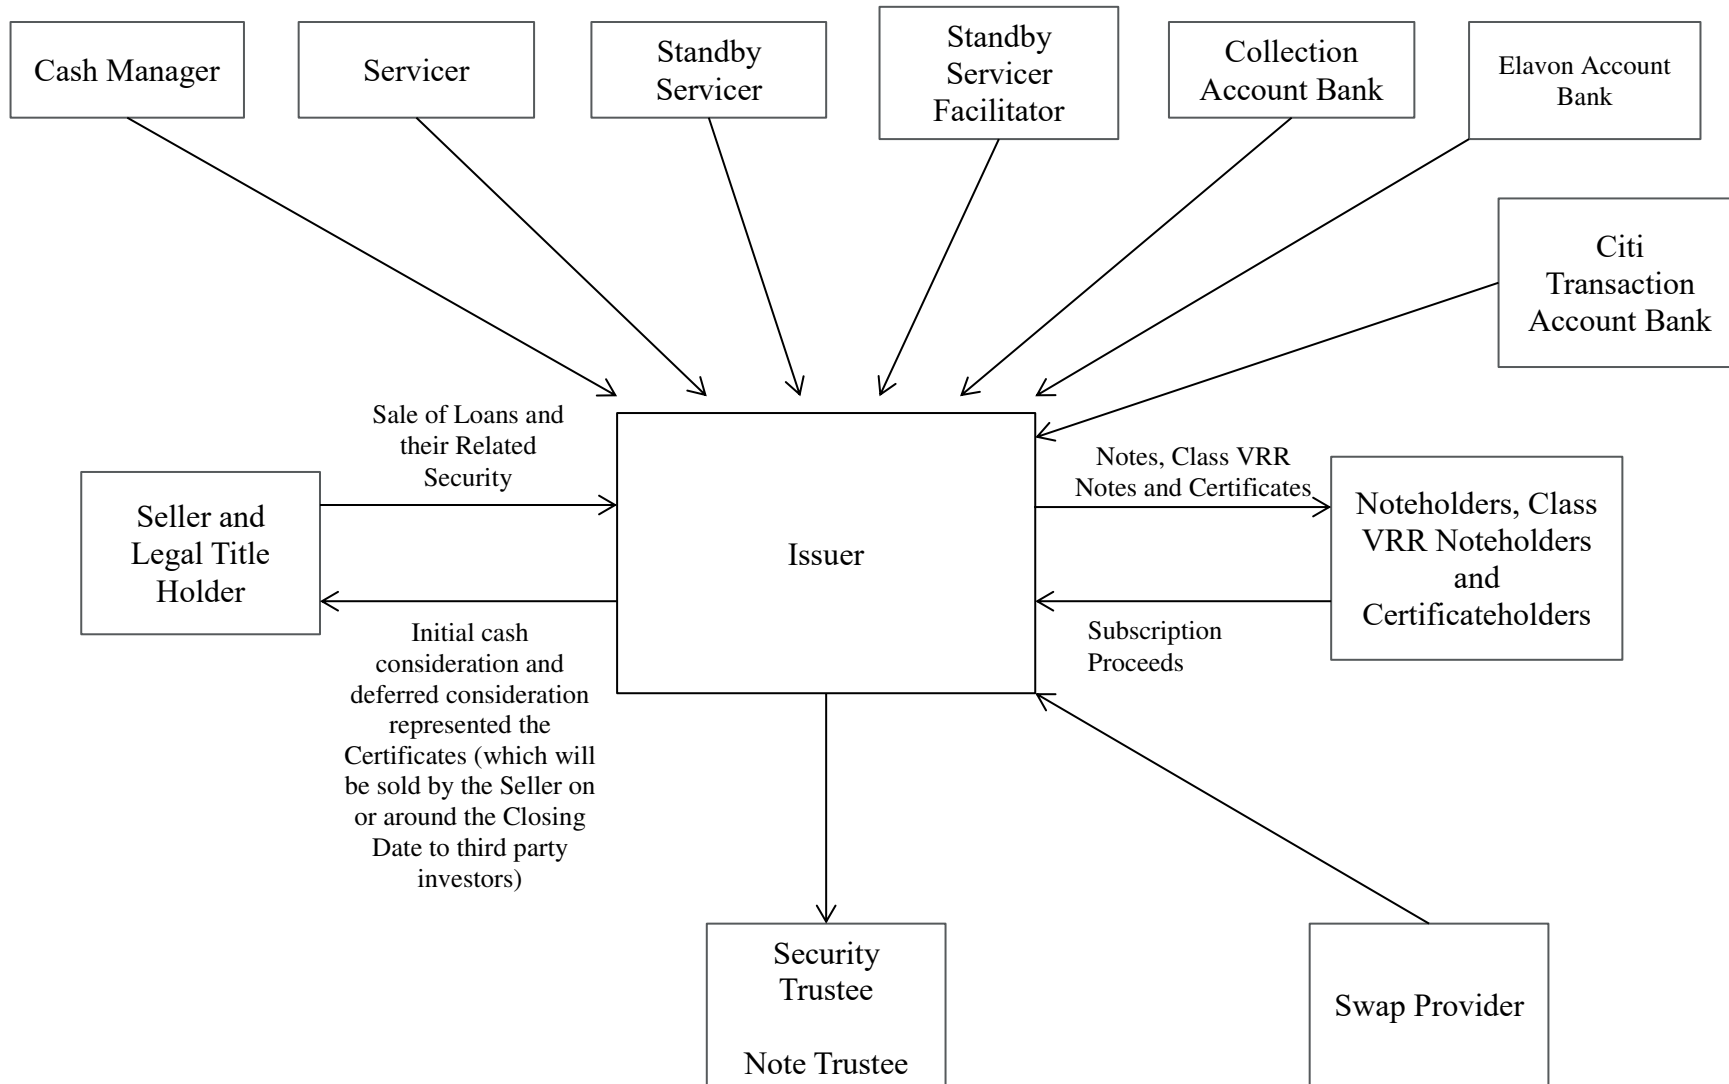 Cash Manager
Servicer
Standby
Servicer
Standby
Servicer
Facilitator
Collection
Account Bank
Elavon Account
Bank
Citi
Transaction
Account Bank
Sale of Loans and
their Related
Security
Seller and
Legal Title
Holder
Initial cash
consideration and
deferred consideration
represented the
Certificates (which will
be sold by the Seller on
or around the Closing
Date to third party
investors)
Issuer
Notes, Class VRR
Notes and Certificates
Noteholders, Class
VRR Noteholders
and
Certificateholders
Subscription
Proceeds
Security
Trustee
Note Trustee
Swap Provider